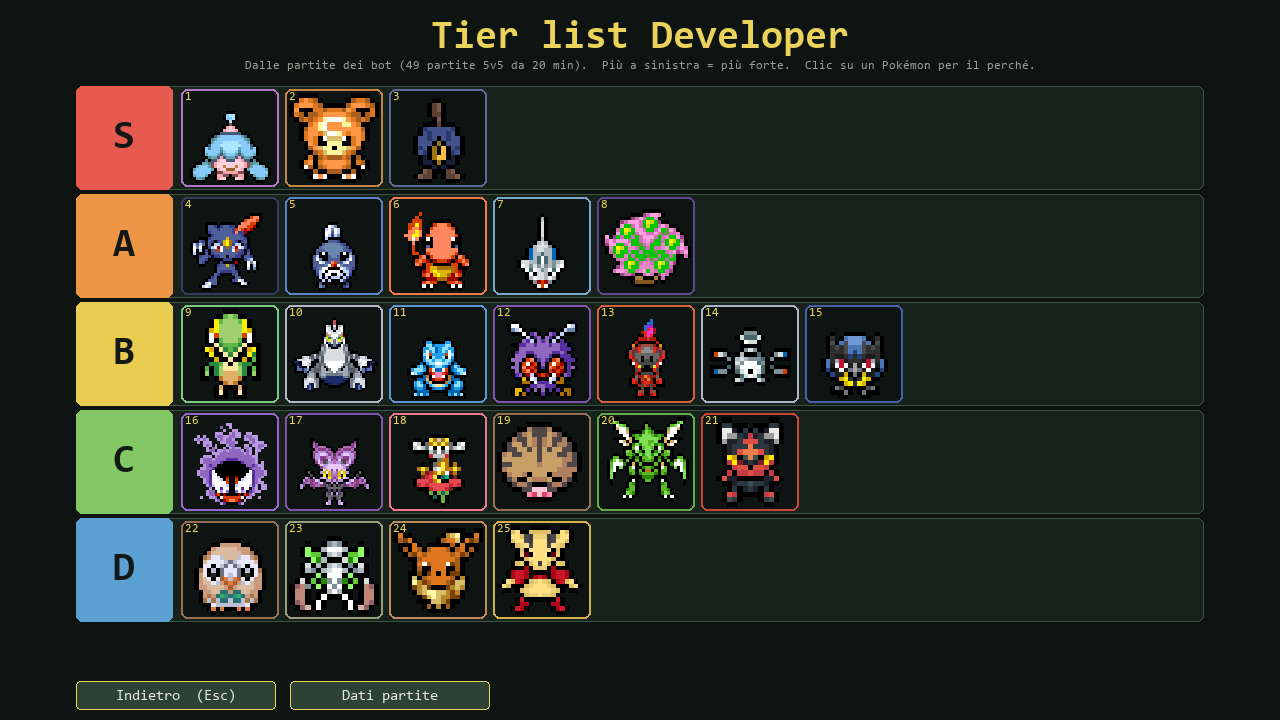 Tier list Developer
Dalle partite dei bot (49 partite 5v5 da 20 min).  Più a sinistra = più forte.  Clic su un Pokémon per il perché.
S
1 2 3
A
4 5 6 7 8
B
9 10 11 12 13 14 15
C
16 17 18 19 20 21
D
22 23 24 25
Indietro  (Esc)
Dati partite